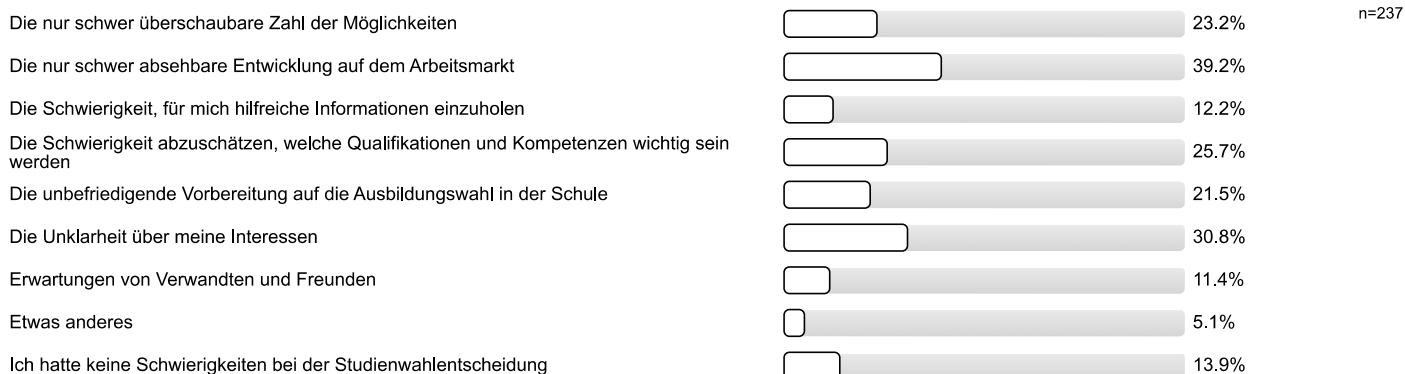 Die nur schwer überschaubare Zahl der Möglichkeiten 23.2% n=237
Die nur schwer absehbare Entwicklung auf dem Arbeitsmarkt 39.2%
Die Schwierigkeit, für mich hilfreiche Informationen einzuholen 12.2%
Die Schwierigkeit abzuschätzen, welche Qualifikationen und Kompetenzen wichtig sein
werden 25.7%
Die unbefriedigende Vorbereitung auf die Ausbildungswahl in der Schule 21.5%
Die Unklarheit über meine Interessen 30.8%
Erwartungen von Verwandten und Freunden 11.4%
Etwas anderes 5.1%
Ich hatte keine Schwierigkeiten bei der Studienwahlentscheidung 13.9%